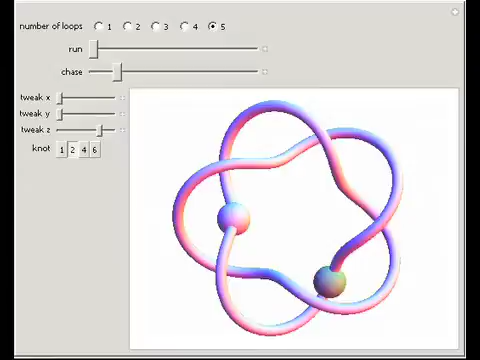 number of loops 1 2 3 4 5
run
chase
tweak x
tweak y
tweak z
knot 1 2 4 6